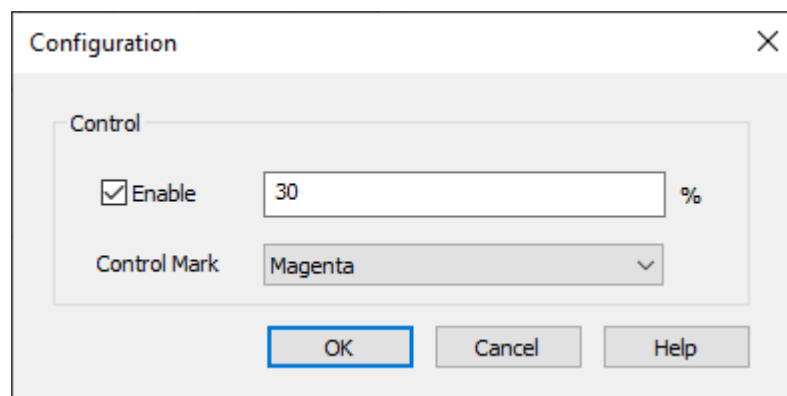 Configuration
Control
Enable 30 %
Control Mark Magenta
OK Cancel Help